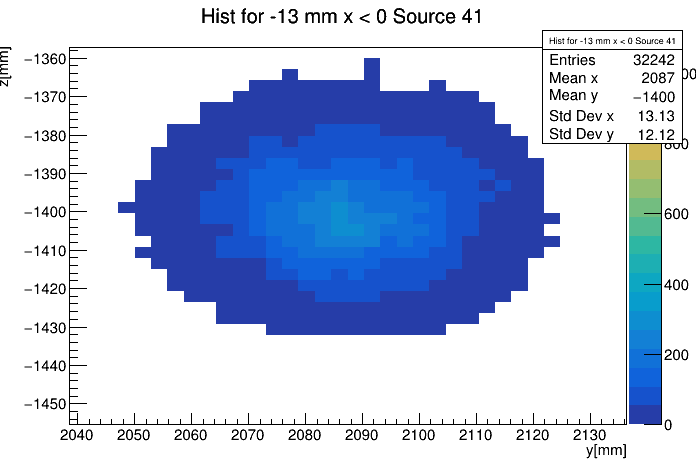 Hist for -13 mm x < 0 Source 41
z[mm]
−1360
−1370
−1380
−1390
−1400
−1410
−1420
−1430
−1440
−1450
2040 2050 2060 2070 2080 2090 2100 2110 2120 2130
y[mm]
Hist for -13 mm x < 0 Source 41
Entries 32242
Mean x 2087
Mean y −1400
Std Dev x 13.13
Std Dev y 12.12
600
400
200
0